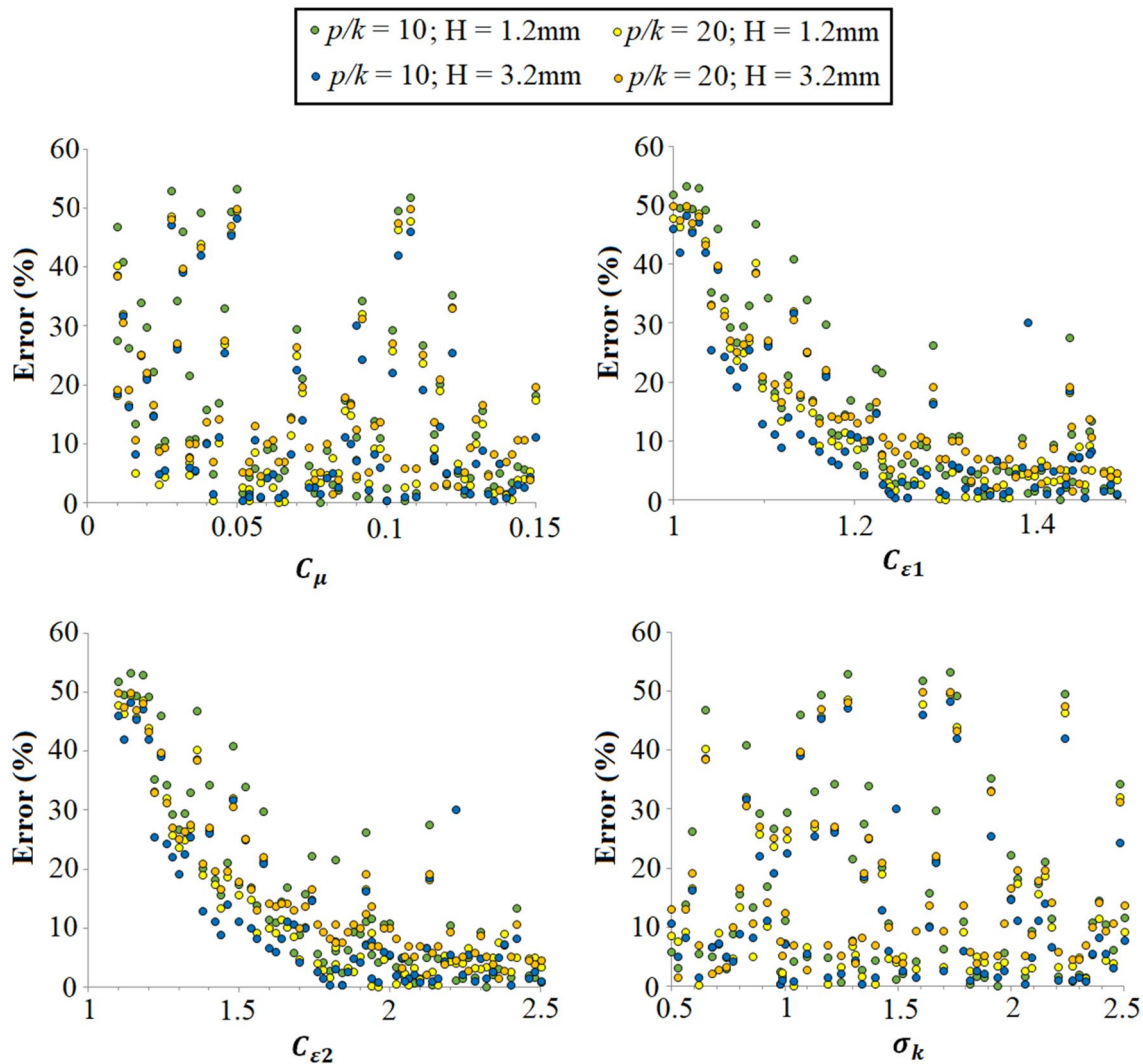 p/k = 10; H = 1.2mm p/k = 20; H = 1.2mm
p/k = 10; H = 3.2mm p/k = 20; H = 3.2mm
60
50
40
30
20
10
0
Error (%)
0 0.05 0.1 0.15
Cμ
60
50
40
30
20
10
0
Error (%)
1 1.2 1.4
Cε1
60
50
40
30
20
10
0
Error (%)
1 1.5 2 2.5
Cε2
60
50
40
30
20
10
0
Error (%)
0.5 1 1.5 2 2.5
σk